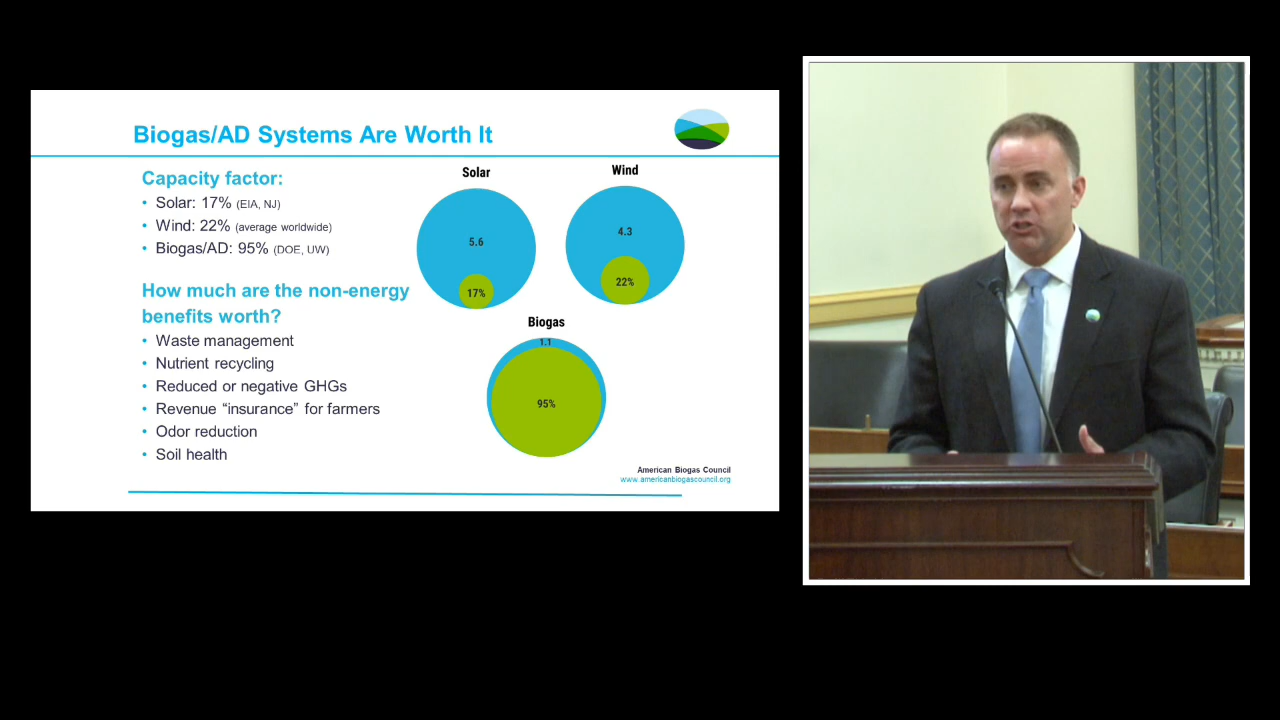 Biogas/AD Systems Are Worth It
Capacity factor:
• Solar: 17% (EIA, NJ)
• Wind: 22% (average worldwide)
• Biogas/AD: 95% (DOE, UW)
How much are the non-energy
benefits worth?
• Waste management
• Nutrient recycling
• Reduced or negative GHGs
• Revenue “insurance” for farmers
• Odor reduction
• Soil health
Solar
5.6
17%
Wind
4.3
22%
Biogas
1.1
95%
American Biogas Council
www.americanbiogascouncil.org